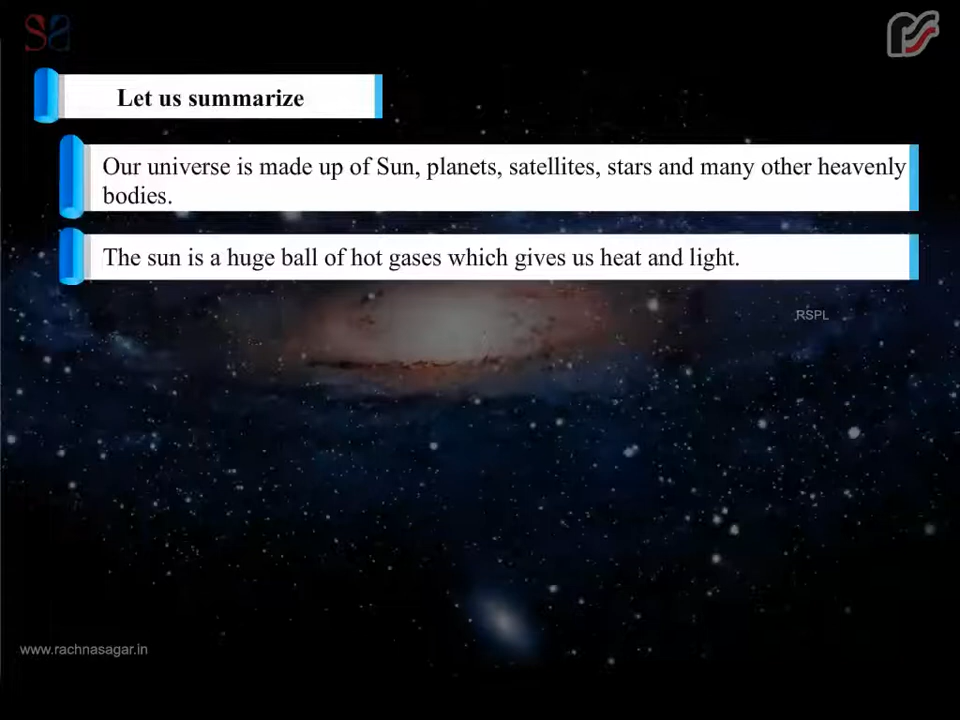 Let us summarize
Our universe is made up of Sun, planets, satellites, stars and many other heavenly
bodies.
The sun is a huge ball of hot gases which gives us heat and light.
RSPL
www.rachnasagar.in